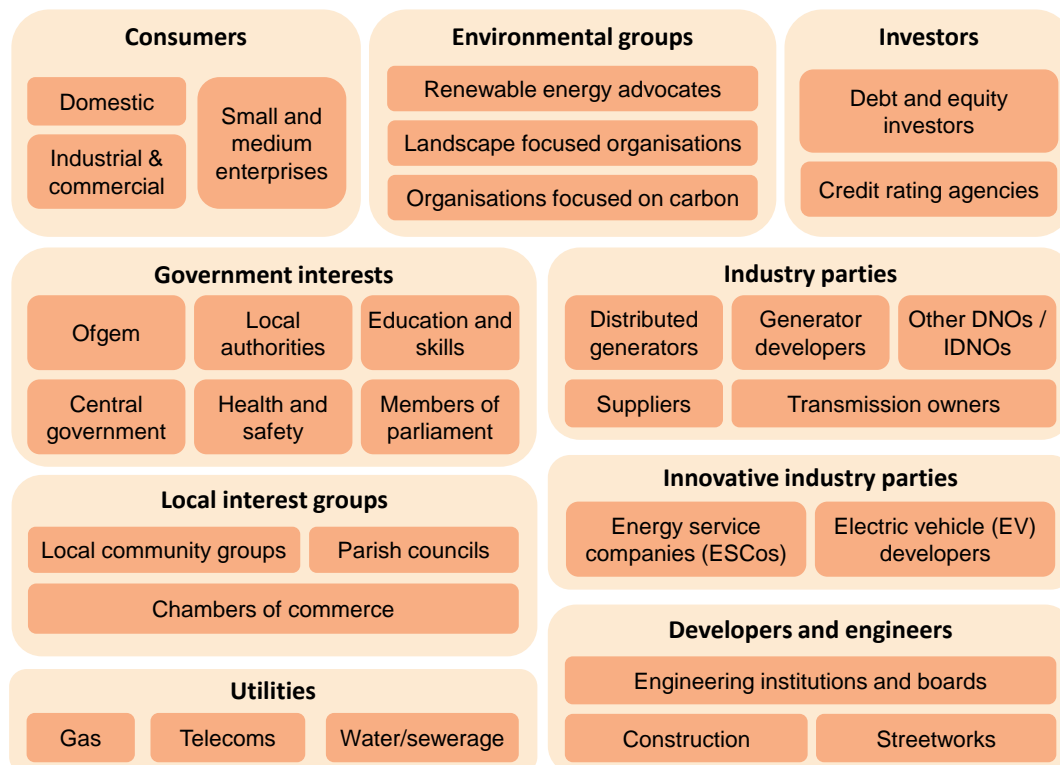 Consumers
Domestic
Industrial &
commercial
Small and
medium
enterprises
Environmental groups
Renewable energy advocates
Landscape focused organisations
Organisations focused on carbon
Investors
Debt and equity
investors
Credit rating agencies
Government interests
Ofgem
Local
authorities
Education and
skills
Central
government
Health and
safety
Members of
parliament
Industry parties
Distributed
generators
Generator
developers
Other DNOs /
IDNOs
Suppliers
Transmission owners
Local interest groups
Local community groups
Parish councils
Chambers of commerce
Innovative industry parties
Energy service
companies (ESCos)
Electric vehicle (EV)
developers
Utilities
Gas
Telecoms
Water/sewerage
Developers and engineers
Engineering institutions and boards
Construction
Streetworks